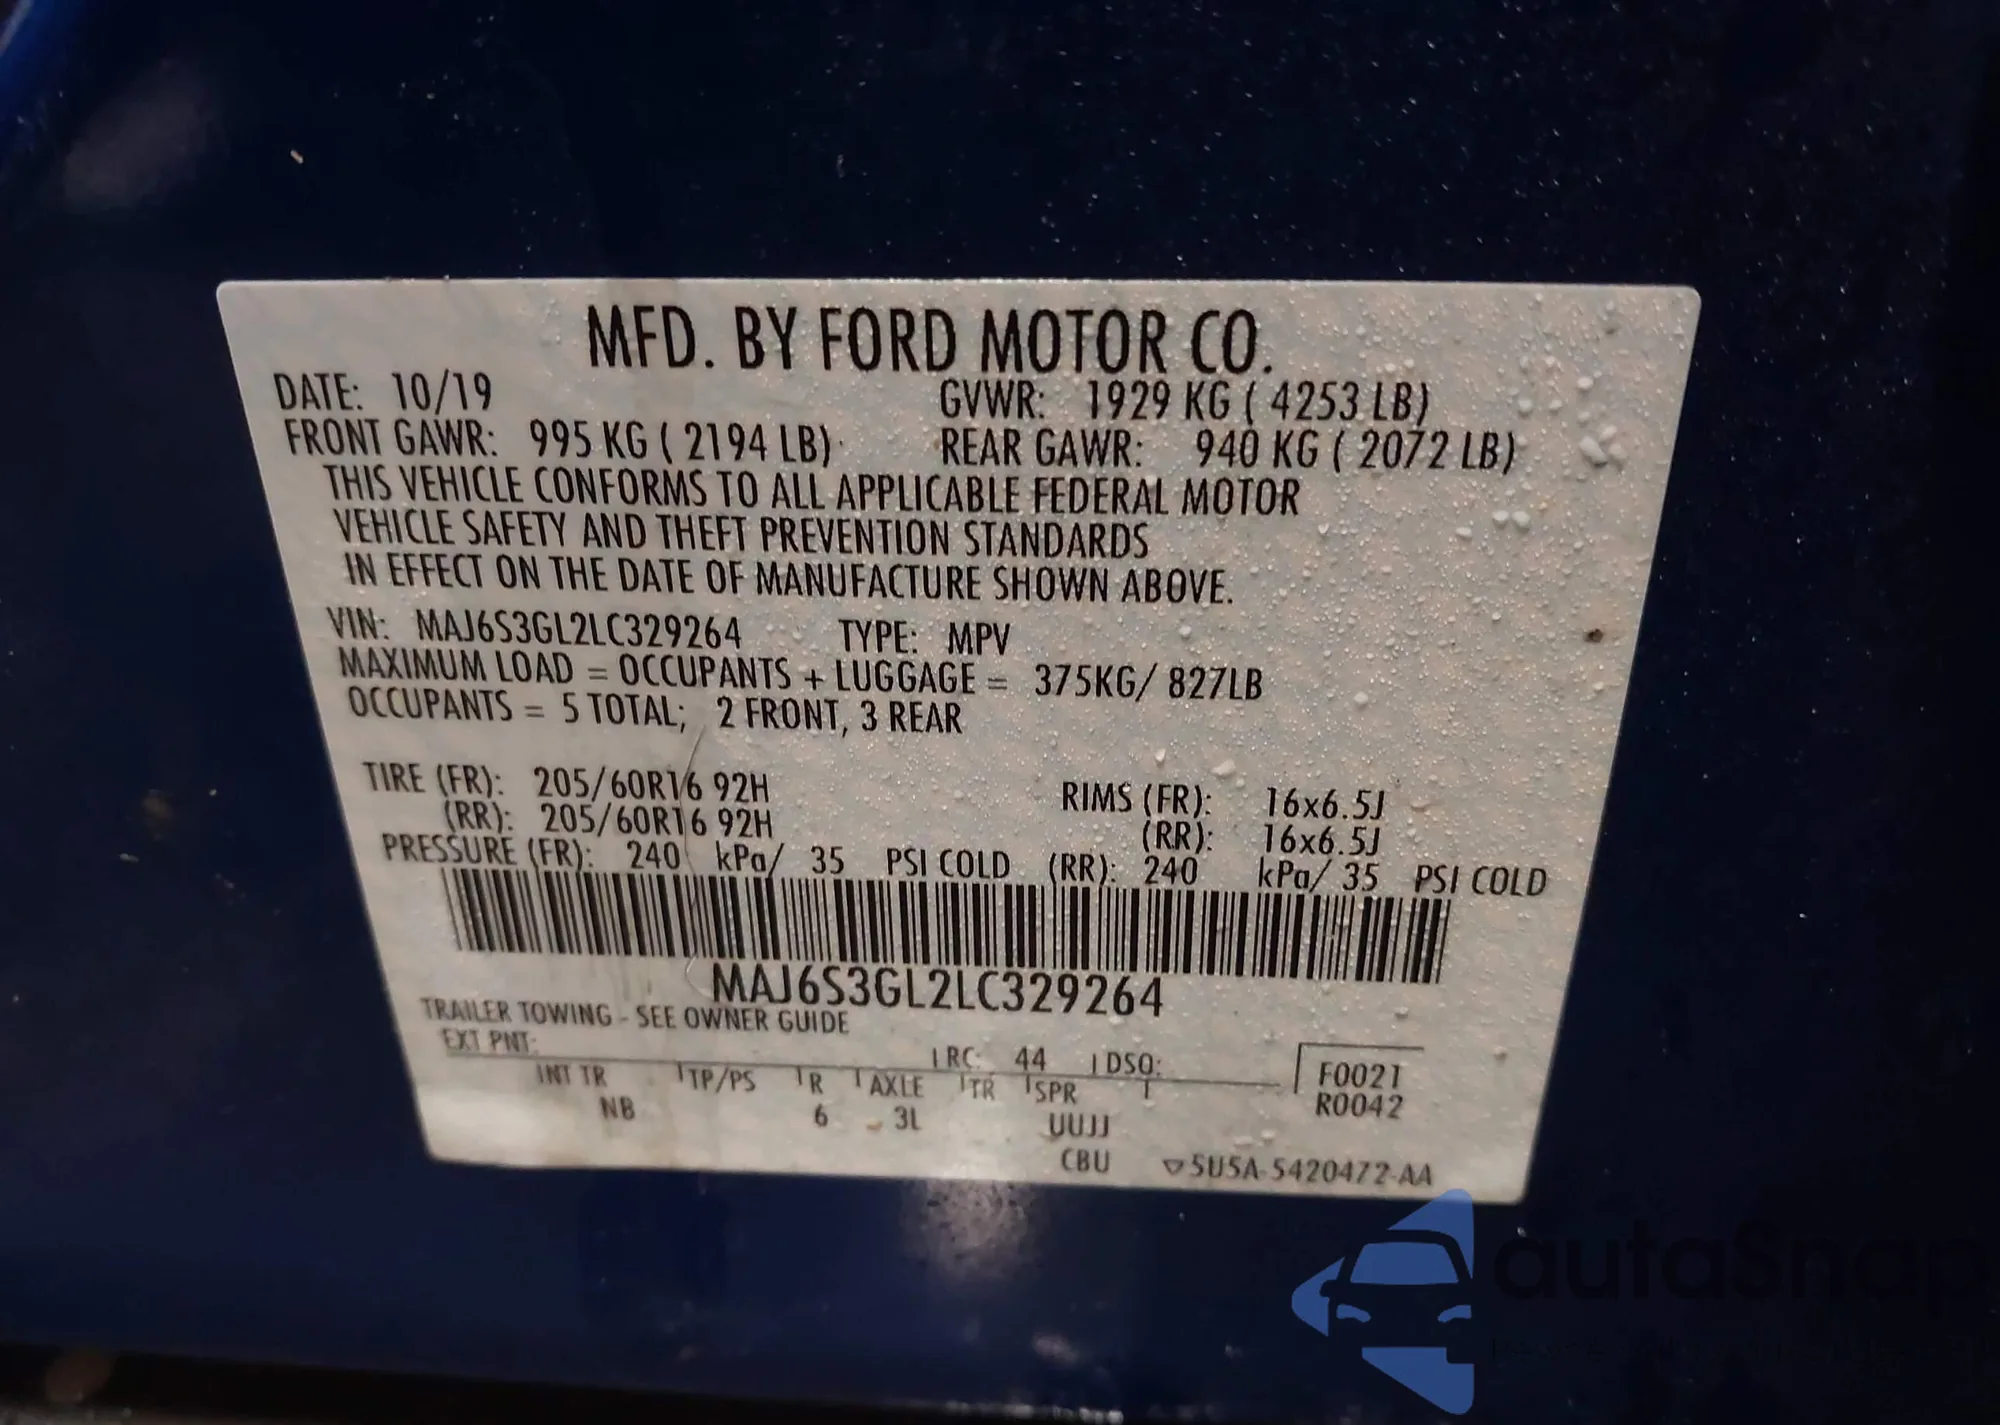 MFD. BY FORD MOTOR CO.
DATE: 10/19 GVWR: 1929 KG ( 4253 LB)
FRONT GAWR: 995 KG ( 2194 LB) REAR GAWR: 940 KG ( 2072 LB)
THIS VEHICLE CONFORMS TO ALL APPLICABLE FEDERAL MOTOR
VEHICLE SAFETY AND THEFT PREVENTION STANDARDS
IN EFFECT ON THE DATE OF MANUFACTURE SHOWN ABOVE.
VIN: MAJ6S3GL2LC329264 TYPE: MPV
MAXIMUM LOAD = OCCUPANTS + LUGGAGE = 375KG/ 827LB
OCCUPANTS = 5 TOTAL; 2 FRONT, 3 REAR
TIRE (FR): 205/60R16 92H RIMS (FR): 16x6.5J
(RR): 205/60R16 92H (RR): 16x6.5J
PRESSURE (FR): 240 kPa/ 35 PSI COLD (RR): 240 kPa/ 35 PSI COLD
MAJ6S3GL2LC329264
TRAILER TOWING - SEE OWNER GUIDE
EXT PNT: RC: 44 DSO: F0021
INT TR TP/PS R AXLE TR SPR R0042
NB 6 3L UUJJ
CBU 5U5A-5420472-AA
autaSnap